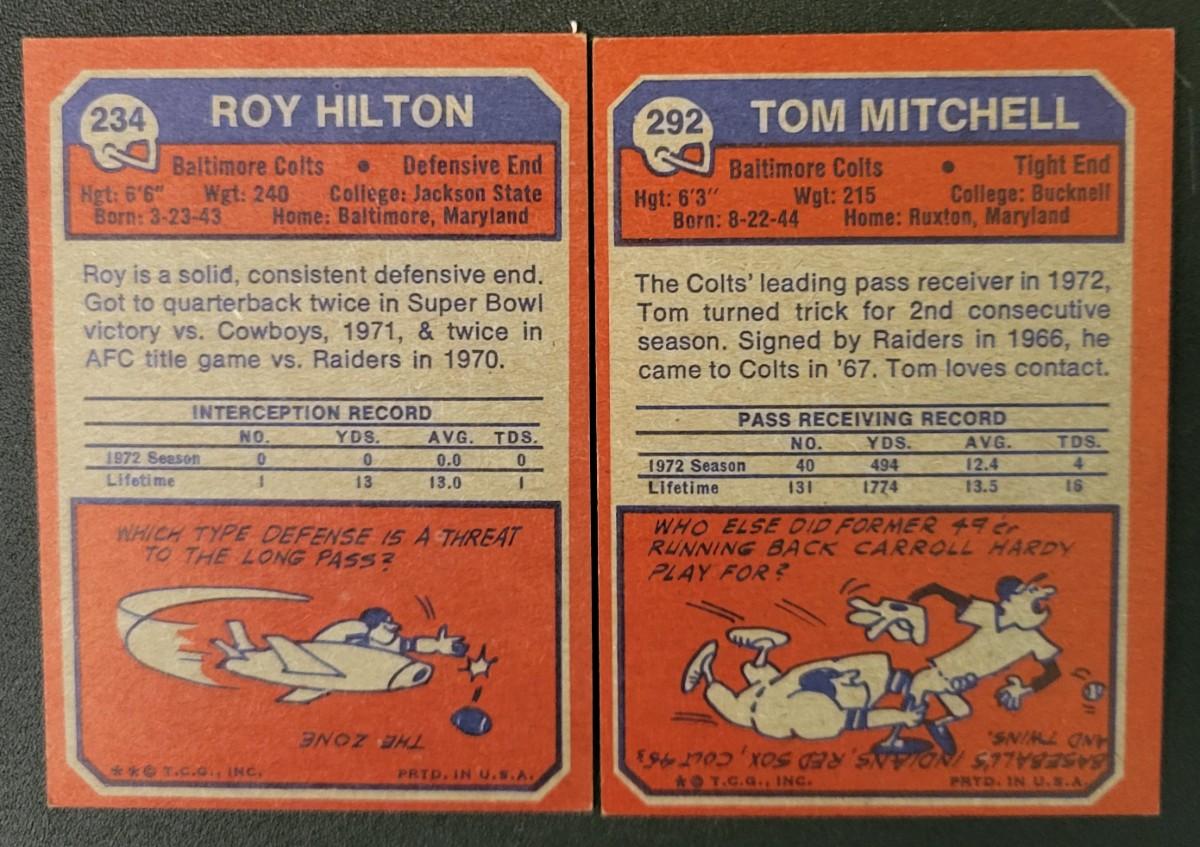 234
ROY HILTON
Baltimore Colts • Defensive End
Hgt: 6'6" Wgt: 240 College: Jackson State
Born: 3-23-43 Home: Baltimore, Maryland
Roy is a solid, consistent defensive end.
Got to quarterback twice in Super Bowl
victory vs. Cowboys, 1971, & twice in
AFC title game vs. Raiders in 1970.
INTERCEPTION RECORD
NO. YDS. AVG. TDS.
1972 Season 0 0 0.0 0
Lifetime 1 13 13.0 1
WHICH TYPE DEFENSE IS A THREAT
TO THE LONG PASS?
THE ZONE
**© T.C.G., INC. PRTD. IN U.S.A.
292
TOM MITCHELL
Baltimore Colts • Tight End
Hgt: 6'3" Wgt: 215 College: Bucknell
Born: 8-22-44 Home: Ruxton, Maryland
The Colts' leading pass receiver in 1972,
Tom turned trick for 2nd consecutive
season. Signed by Raiders in 1966, he
came to Colts in '67. Tom loves contact.
PASS RECEIVING RECORD
NO. YDS. AVG. TDS.
1972 Season 40 494 12.4 4
Lifetime 131 1774 13.5 16
WHO ELSE DID FORMER 49er
RUNNING BACK CARROLL HARDY
PLAY FOR?
BASEBALL'S INDIANS, RED SOX, COLT 45s
AND TWINS.
*© T.C.G., INC. PRTD. IN U.S.A.